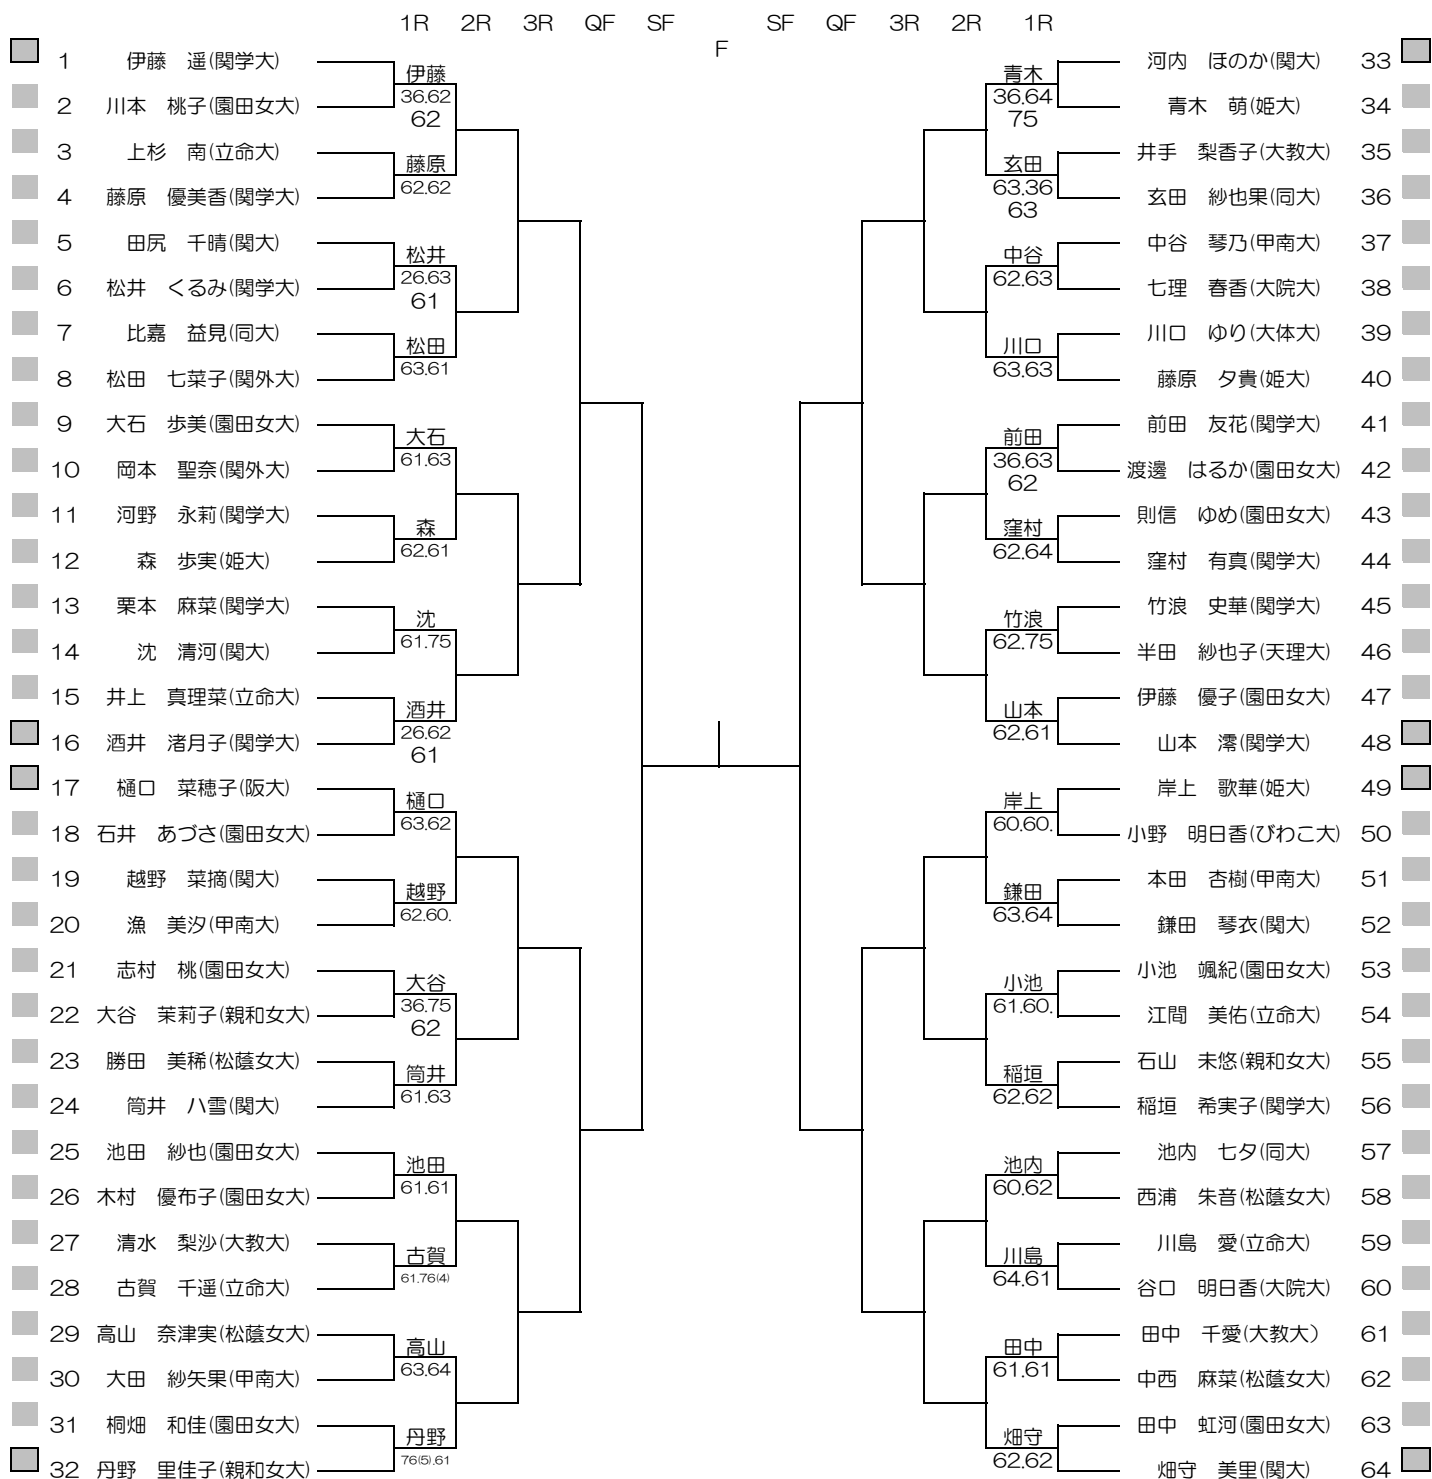 1R 2R 3R QF SF F SF QF 3R 2R 1R
1 伊藤 遥(関学大)
2 川本 桃子(園田女大)
伊藤
36.62
62
3 上杉 南(立命大)
4 藤原 優美香(関学大)
藤原
62.62
5 田尻 千晴(関大)
6 松井 くるみ(関学大)
松井
26.63
61
7 比嘉 益見(同大)
8 松田 七菜子(関外大)
松田
63.61
9 大石 歩美(園田女大)
10 岡本 聖奈(関外大)
大石
61.63
11 河野 永莉(関学大)
12 森 歩実(姫大)
森
62.61
13 栗本 麻菜(関学大)
14 沈 清河(関大)
沈
61.75
15 井上 真理菜(立命大)
16 酒井 渚月子(関学大)
酒井
26.62
61
17 樋口 菜穂子(阪大)
18 石井 あづさ(園田女大)
樋口
63.62
19 越野 菜摘(関大)
20 漁 美汐(甲南大)
越野
62.60.
21 志村 桃(園田女大)
22 大谷 茉莉子(親和女大)
大谷
36.75
62
23 勝田 美稀(松蔭女大)
24 筒井 八雪(関大)
筒井
61.63
25 池田 紗也(園田女大)
26 木村 優布子(園田女大)
池田
61.61
27 清水 梨沙(大教大)
28 古賀 千遥(立命大)
古賀
61.76(4)
29 高山 奈津実(松蔭女大)
30 大田 紗矢果(甲南大)
高山
63.64
31 桐畑 和佳(園田女大)
32 丹野 里佳子(親和女大)
丹野
76(5).61
河内 ほのか(関大) 33
青木 萌(姫大) 34
青木
36.64
75
井手 梨香子(大教大) 35
玄田 紗也果(同大) 36
玄田
63.36
63
中谷 琴乃(甲南大) 37
七理 春香(大院大) 38
中谷
62.63
川口 ゆり(大体大) 39
藤原 夕貴(姫大) 40
川口
63.63
前田 友花(関学大) 41
渡邊 はるか(園田女大) 42
前田
36.63
62
則信 ゆめ(園田女大) 43
窪村 有真(関学大) 44
窪村
62.64
竹浪 史華(関学大) 45
半田 紗也子(天理大) 46
竹浪
62.75
伊藤 優子(園田女大) 47
山本 澪(関学大) 48
山本
62.61
岸上 歌華(姫大) 49
小野 明日香(びわこ大) 50
岸上
60.60.
本田 杏樹(甲南大) 51
鎌田 琴衣(関大) 52
鎌田
63.64
小池 颯紀(園田女大) 53
江間 美佑(立命大) 54
小池
61.60.
石山 未悠(親和女大) 55
稲垣 希実子(関学大) 56
稲垣
62.62
池内 七夕(同大) 57
西浦 朱音(松蔭女大) 58
池内
60.62
川島 愛(立命大) 59
谷口 明日香(大院大) 60
川島
64.61
田中 千愛(大教大） 61
中西 麻菜(松蔭女大) 62
田中
61.61
田中 虹河(園田女大) 63
畑守 美里(関大) 64
畑守
62.62